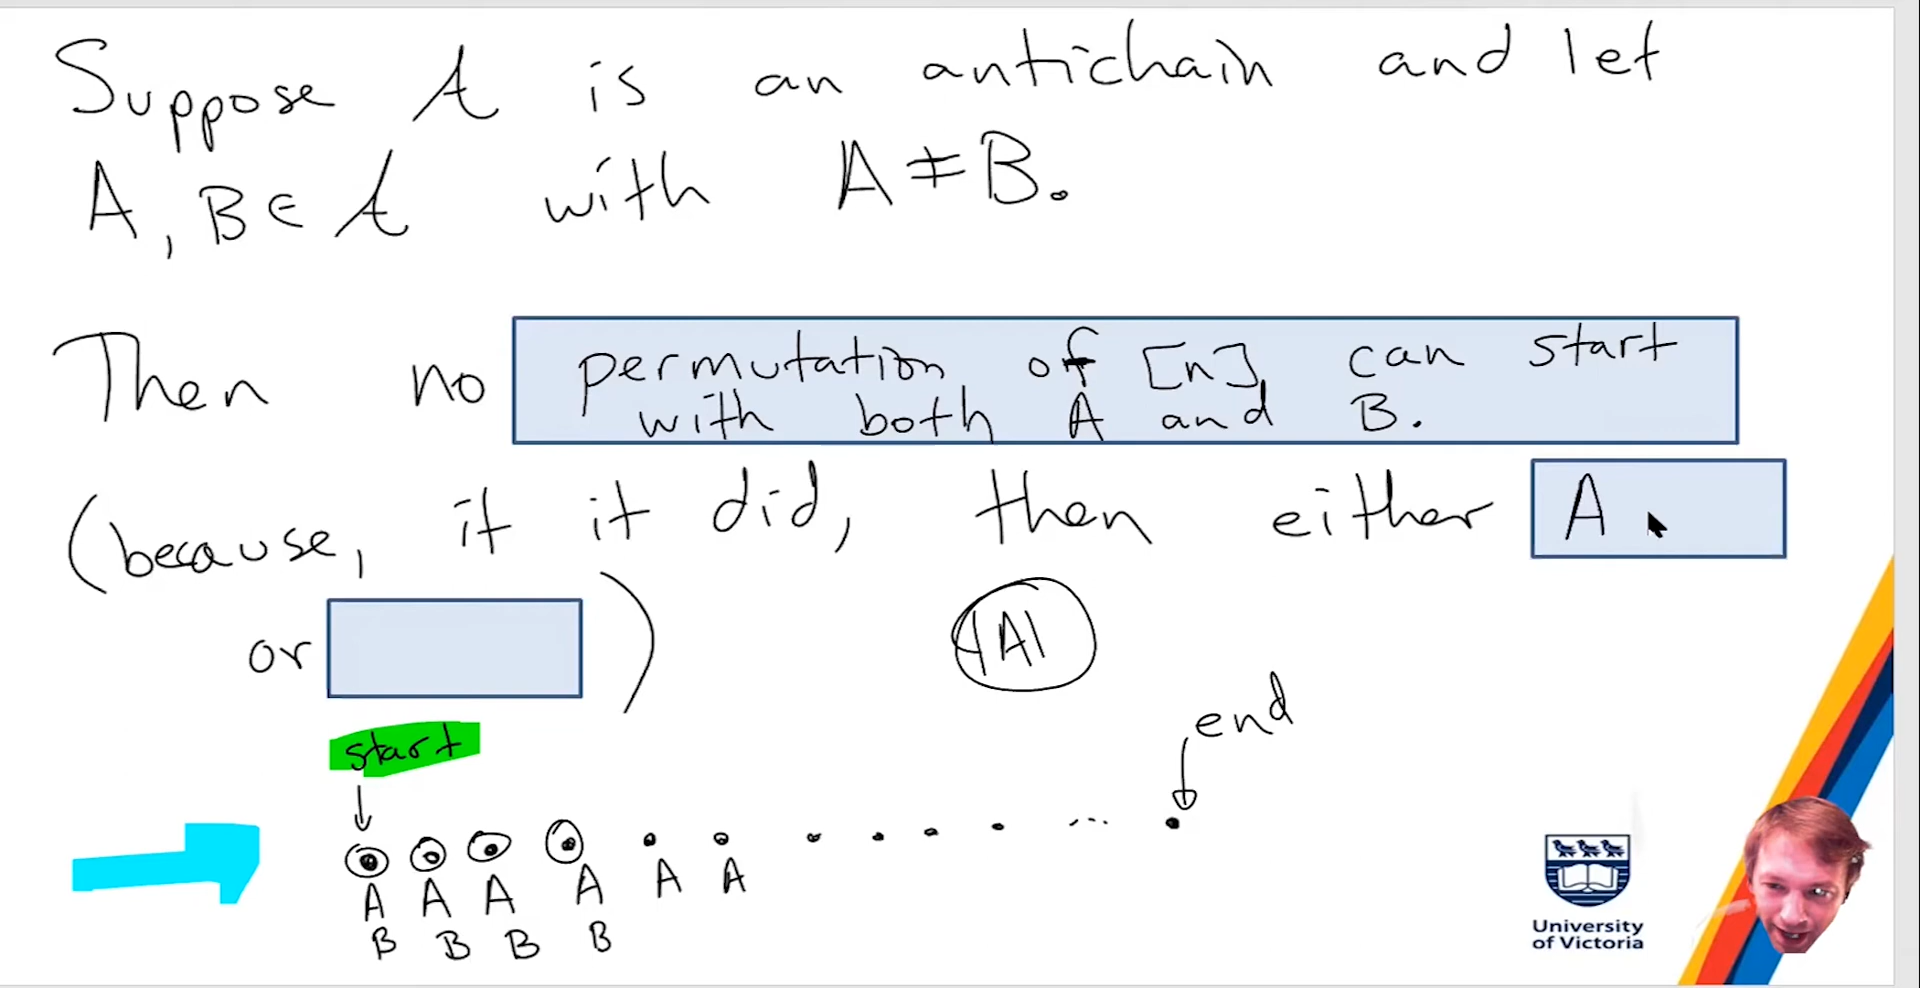 Suppose 𝒜 is an antichain and let
A, B ∈ 𝒜 with A ≠ B.
Then no permutation of [n] can start
with both A and B.
(because, if it did, then either A
or )
|A|
start
end
A A A A A A
B B B B
University
of Victoria